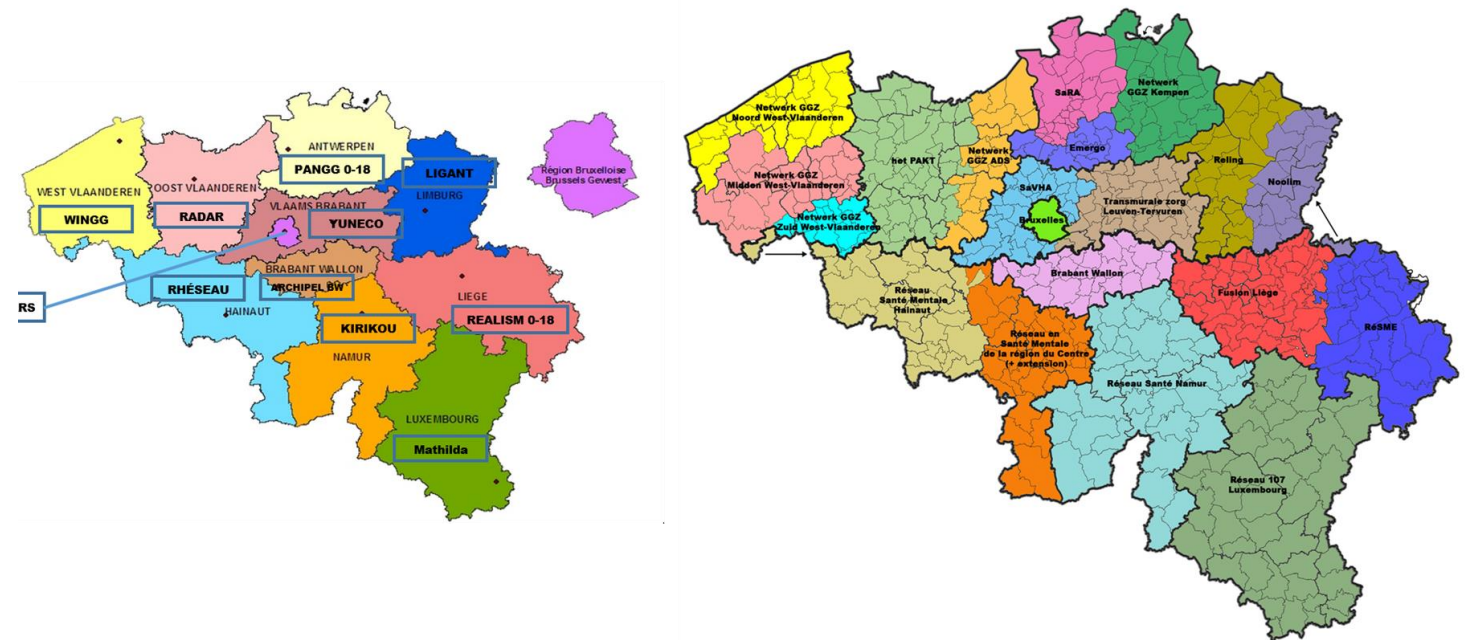 ANTWERPEN
PANGG 0-18
LIGANT
Région Bruxelloise
Brussels Gewest
WEST VLAANDEREN
OOST VLAANDEREN
LIMBURG
WINGG
RADAR
VLAAMS BRABANT
YUNECO
BRABANT WALLON
RHÉSEAU
ARCHIPEL BW
LIEGE
RS
HAINAUT
KIRIKOU
REALISM 0-18
NAMUR
LUXEMBOURG
Mathilda
SaRA
Netwerk
GGZ Kempen
Netwerk GGZ
Noord West-Vlaanderen
Emergo
het PAKT
Netwerk
GGZ ADS
Reling
Netwerk GGZ
Midden West-Vlaanderen
Noolim
SaVHA
Transmurale zorg
Leuven-Tervuren
Netwerk GGZ
Zuid West-Vlaanderen
Bruxelles
Brabant Wallon
Réseau
Santé Mentale
Hainaut
Fusion Liège
RéSME
Réseau en
Santé Mentale
de la région du Centre
(+ extension)
Réseau Santé Namur
Réseau 107
Luxembourg